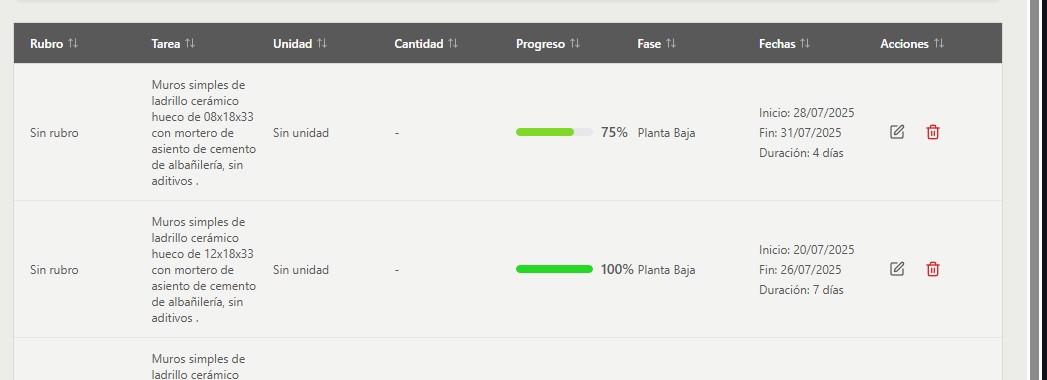 Rubro Tarea Unidad Cantidad Progreso Fase Fechas Acciones
Muros simples de
ladrillo cerámico
hueco de 08x18x33
con mortero de
asiento de cemento
de albañilería, sin
aditivos .
Sin rubro
Sin unidad
-
75%
Planta Baja
Inicio: 28/07/2025
Fin: 31/07/2025
Duración: 4 días
Muros simples de
ladrillo cerámico
hueco de 12x18x33
con mortero de
asiento de cemento
de albañilería, sin
aditivos .
Sin rubro
Sin unidad
-
100%
Planta Baja
Inicio: 20/07/2025
Fin: 26/07/2025
Duración: 7 días
Muros simples de
ladrillo cerámico